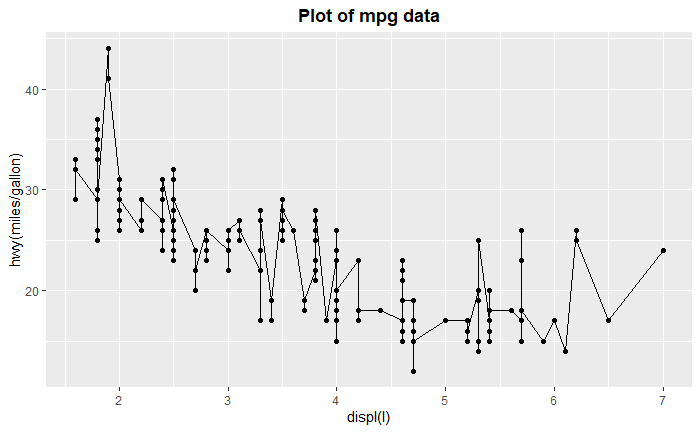 Plot of mpg data
40
30
20
hwy(miles/gallon)
2 3 4 5 6 7
displ(l)